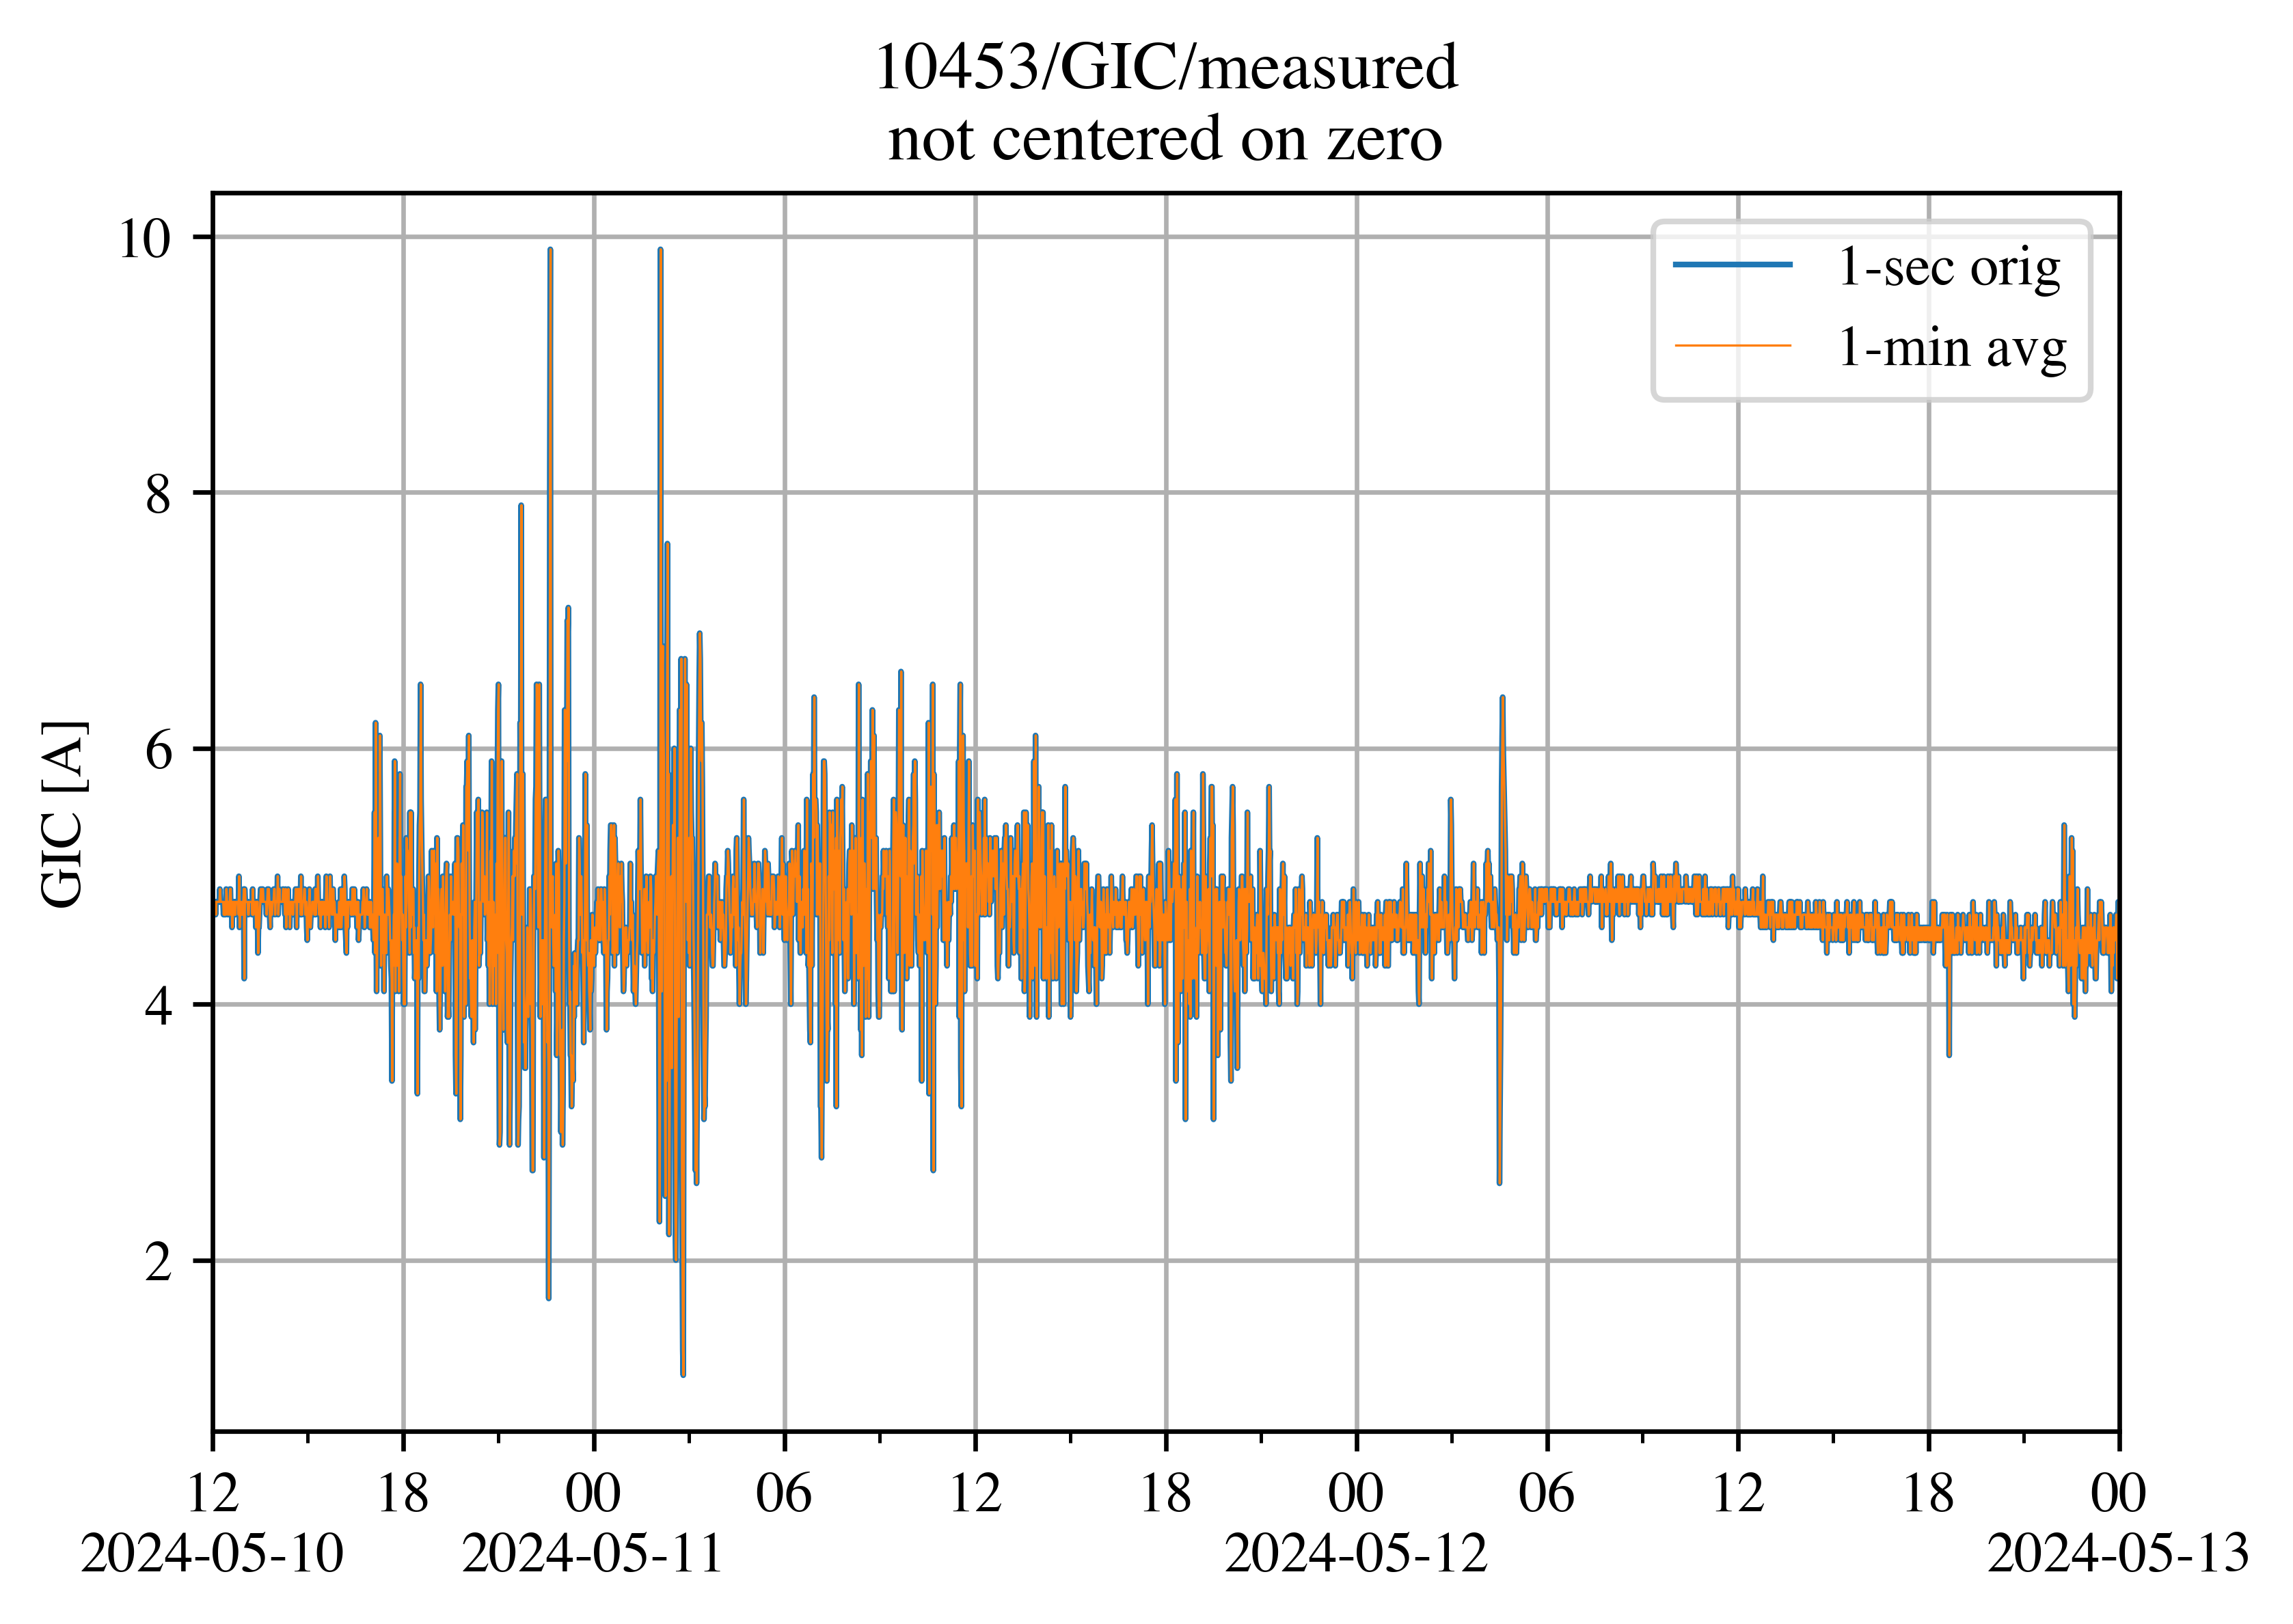 10453/GIC/measured
not centered on zero
10
8
6
4
2
GIC [A]
1-sec orig
1-min avg
12 18 00 06 12 18 00 06 12 18 00
2024-05-10 2024-05-11 2024-05-12 2024-05-13